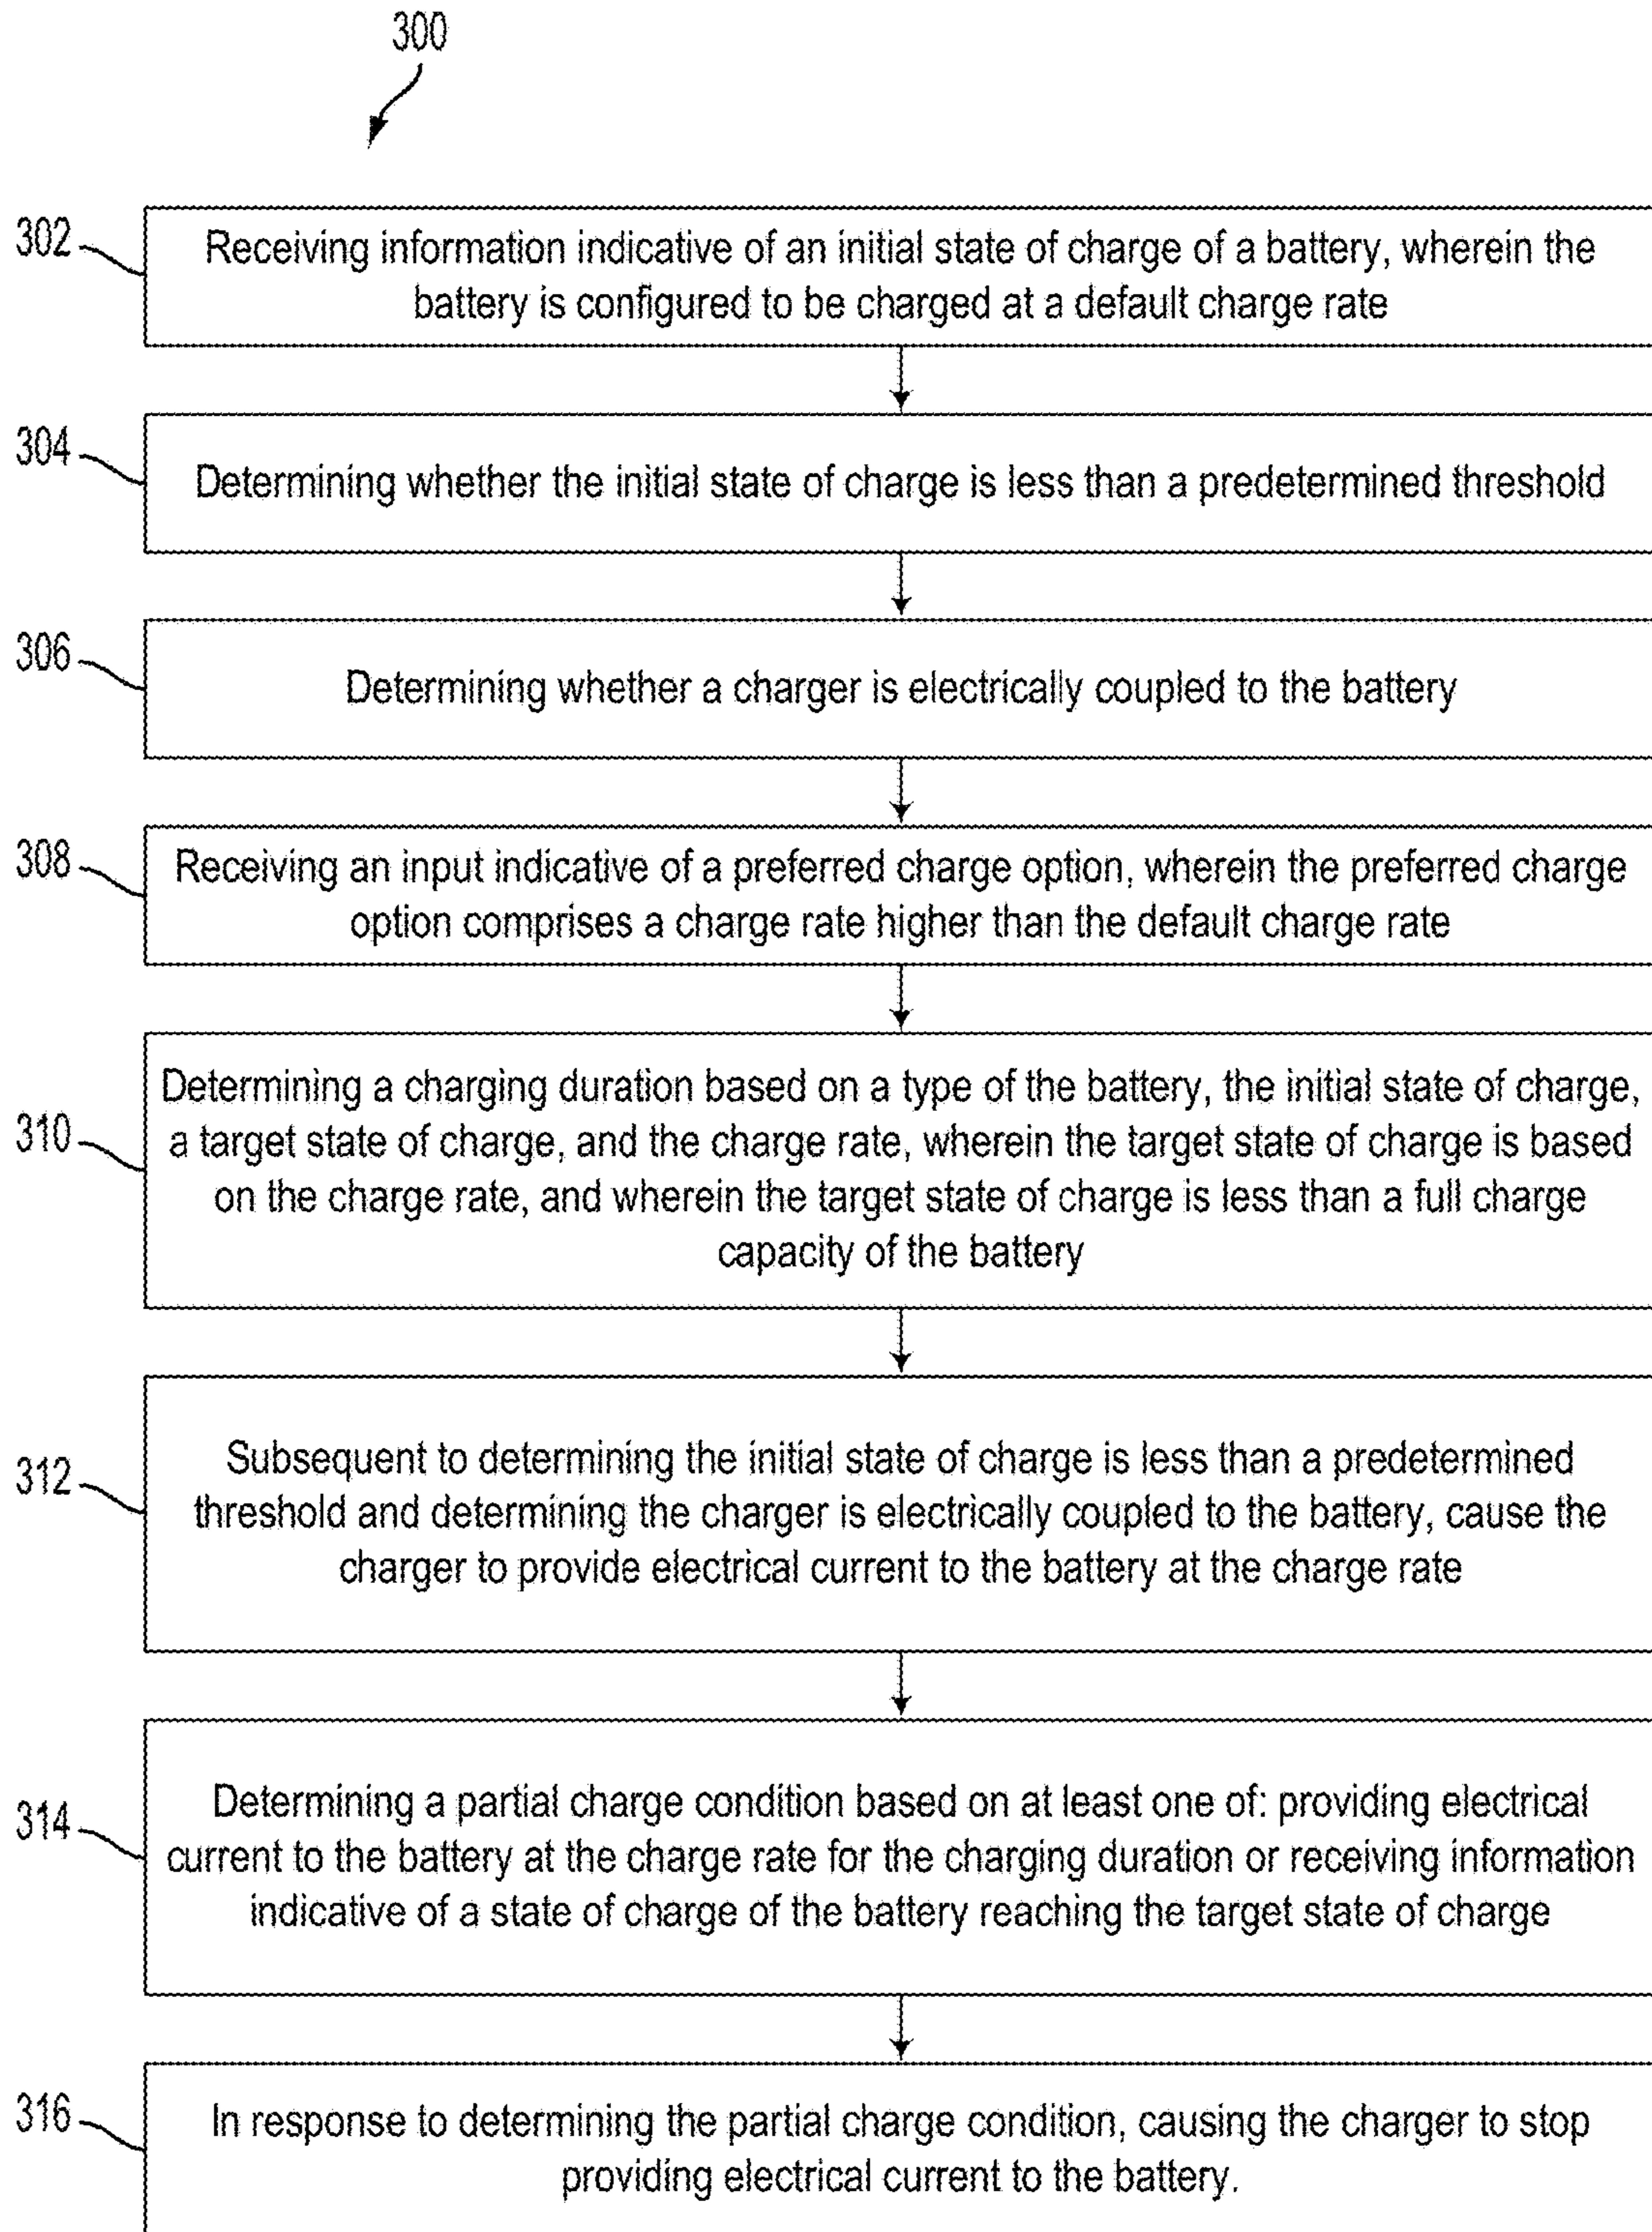 300
302
Receiving information indicative of an initial state of charge of a battery, wherein the
battery is configured to be charged at a default charge rate
304
Determining whether the initial state of charge is less than a predetermined threshold
306
Determining whether a charger is electrically coupled to the battery
308
Receiving an input indicative of a preferred charge option, wherein the preferred charge
option comprises a charge rate higher than the default charge rate
310
Determining a charging duration based on a type of the battery, the initial state of charge,
a target state of charge, and the charge rate, wherein the target state of charge is based
on the charge rate, and wherein the target state of charge is less than a full charge
capacity of the battery
312
Subsequent to determining the initial state of charge is less than a predetermined
threshold and determining the charger is electrically coupled to the battery, cause the
charger to provide electrical current to the battery at the charge rate
314
Determining a partial charge condition based on at least one of: providing electrical
current to the battery at the charge rate for the charging duration or receiving information
indicative of a state of charge of the battery reaching the target state of charge
316
In response to determining the partial charge condition, causing the charger to stop
providing electrical current to the battery.